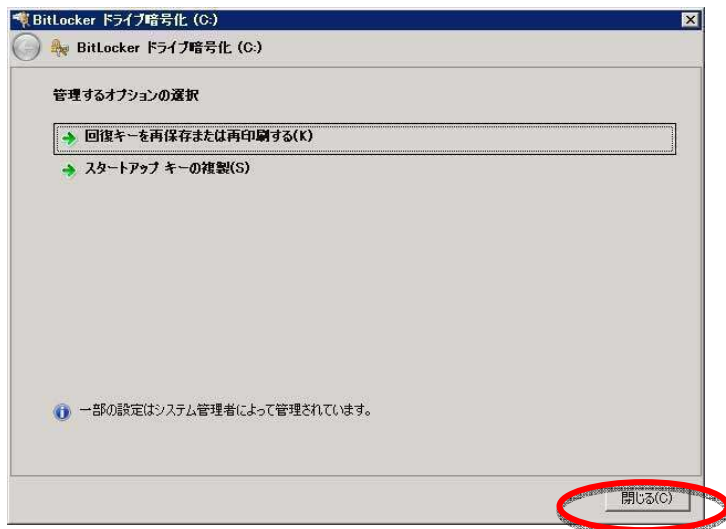 BitLocker ドライブ暗号化 (C:)
BitLocker ドライブ暗号化 (C:)
管理するオプションの選択
回復キーを再保存または再印刷する(K)
スタートアップ キーの複製(S)
一部の設定はシステム管理者によって管理されています。
閉じる(C)